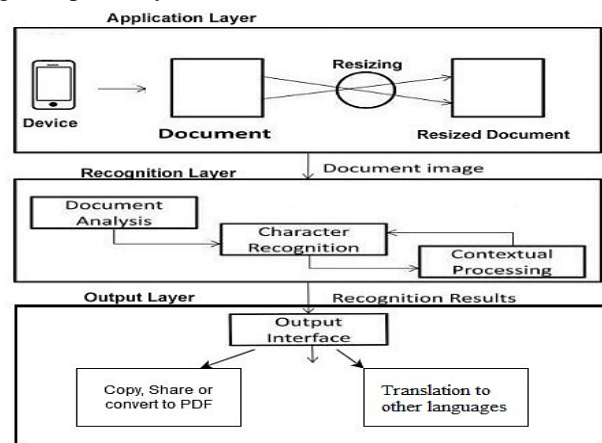 Application Layer
Resizing
Device
Document
Resized Document
Recognition Layer
Document image
Document
Analysis
Character
Recognition
Contextual
Processing
Output Layer
Recognition Results
Output
Interface
Copy, Share or
convert to PDF
Translation to
other languages